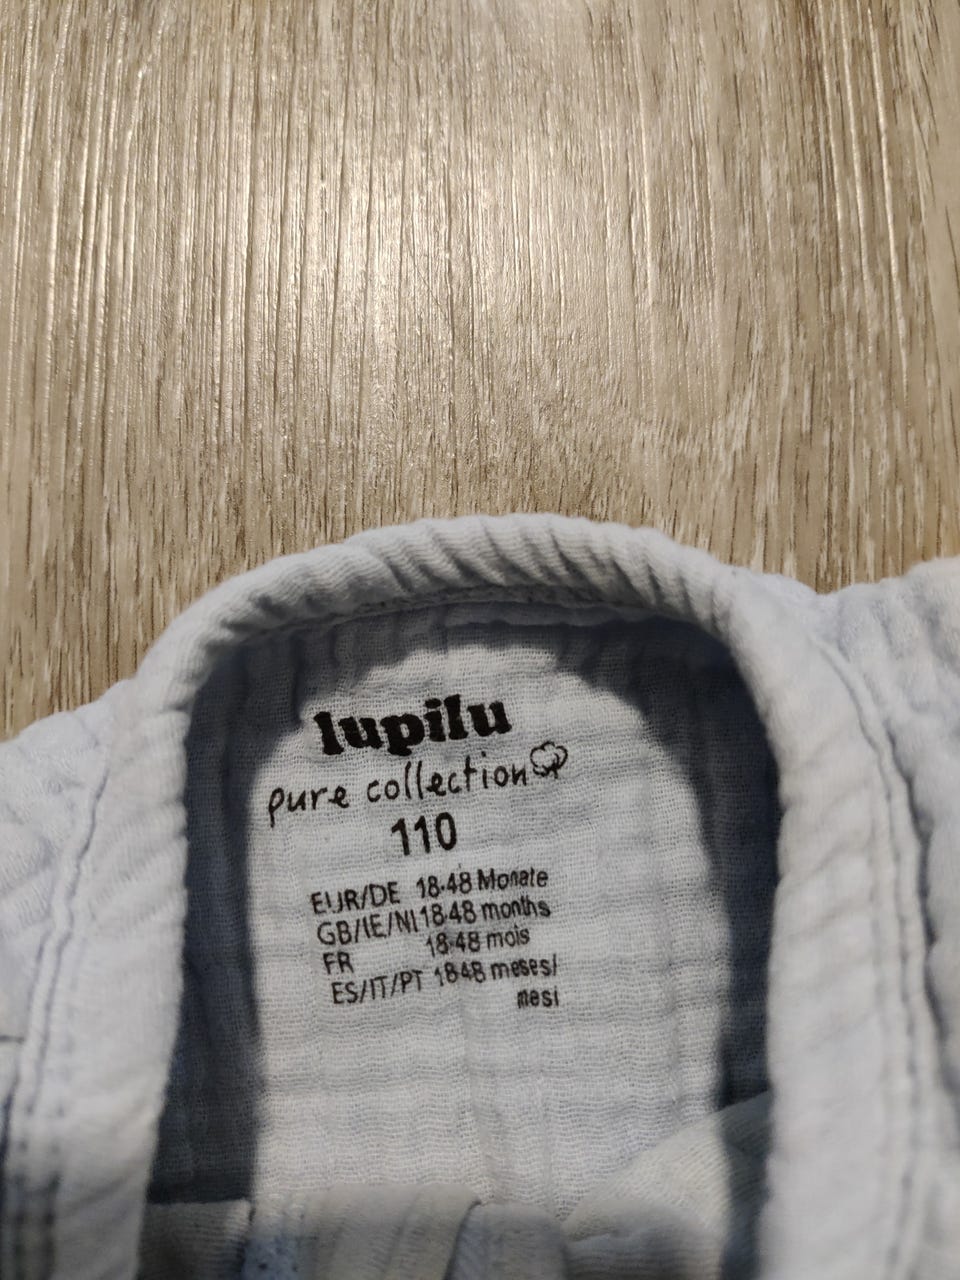 lupilu
pure collection
110
EUR/DE 18-48 Monate
GB/IE/NI 18-48 months
FR 18-48 mois
ES/IT/PT 18-48 meses/
mesi